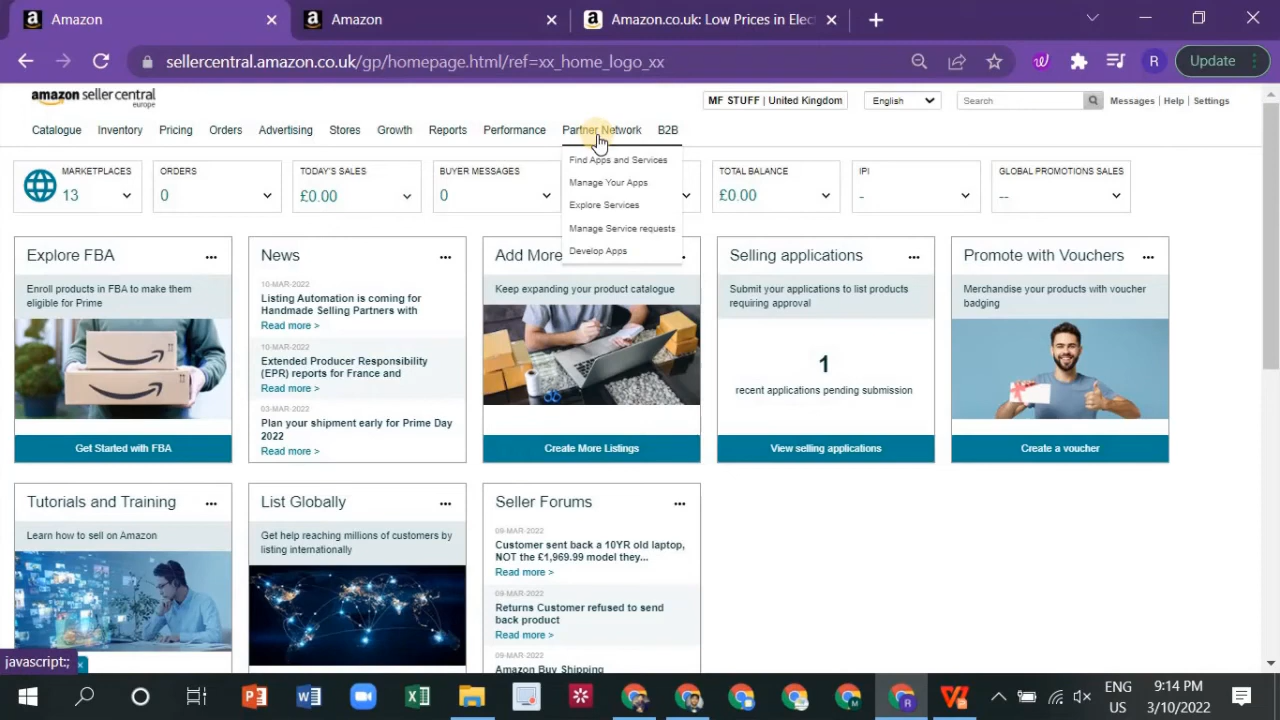 Amazon
Amazon
Amazon.co.uk: Low Prices in Elec
sellercentral.amazon.co.uk/gp/homepage.html/ref=xx_home_logo_xx
R
Update
amazon seller central
europe
MF STUFF | United Kingdom
English
Search
Messages | Help | Settings
Catalogue
Inventory
Pricing
Orders
Advertising
Stores
Growth
Reports
Performance
Partner Network
B2B
Find Apps and Services
Manage Your Apps
Explore Services
Manage Service requests
Develop Apps
MARKETPLACES
13
ORDERS
0
TODAY'S SALES
£0.00
BUYER MESSAGES
0
TOTAL BALANCE
£0.00
IPI
-
GLOBAL PROMOTIONS SALES
--
Explore FBA
Enroll products in FBA to make them
eligible for Prime
Get Started with FBA
News
10-MAR-2022
Listing Automation is coming for
Handmade Selling Partners with
Read more >
10-MAR-2022
Extended Producer Responsibility
(EPR) reports for France and
Read more >
03-MAR-2022
Plan your shipment early for Prime Day
2022
Read more >
Add More
Keep expanding your product catalogue
Create More Listings
Selling applications
Submit your applications to list products
requiring approval
1
recent applications pending submission
View selling applications
Promote with Vouchers
Merchandise your products with voucher
badging
Create a voucher
Tutorials and Training
Learn how to sell on Amazon
List Globally
Get help reaching millions of customers by
listing internationally
Seller Forums
09-MAR-2022
Customer sent back a 10YR old laptop,
NOT the £1,969.99 model they...
Read more >
09-MAR-2022
Returns Customer refused to send
back product
Read more >
09-MAR-2022
Amazon Buy Shipping
javascript:;
ENG
US
9:14 PM
3/10/2022